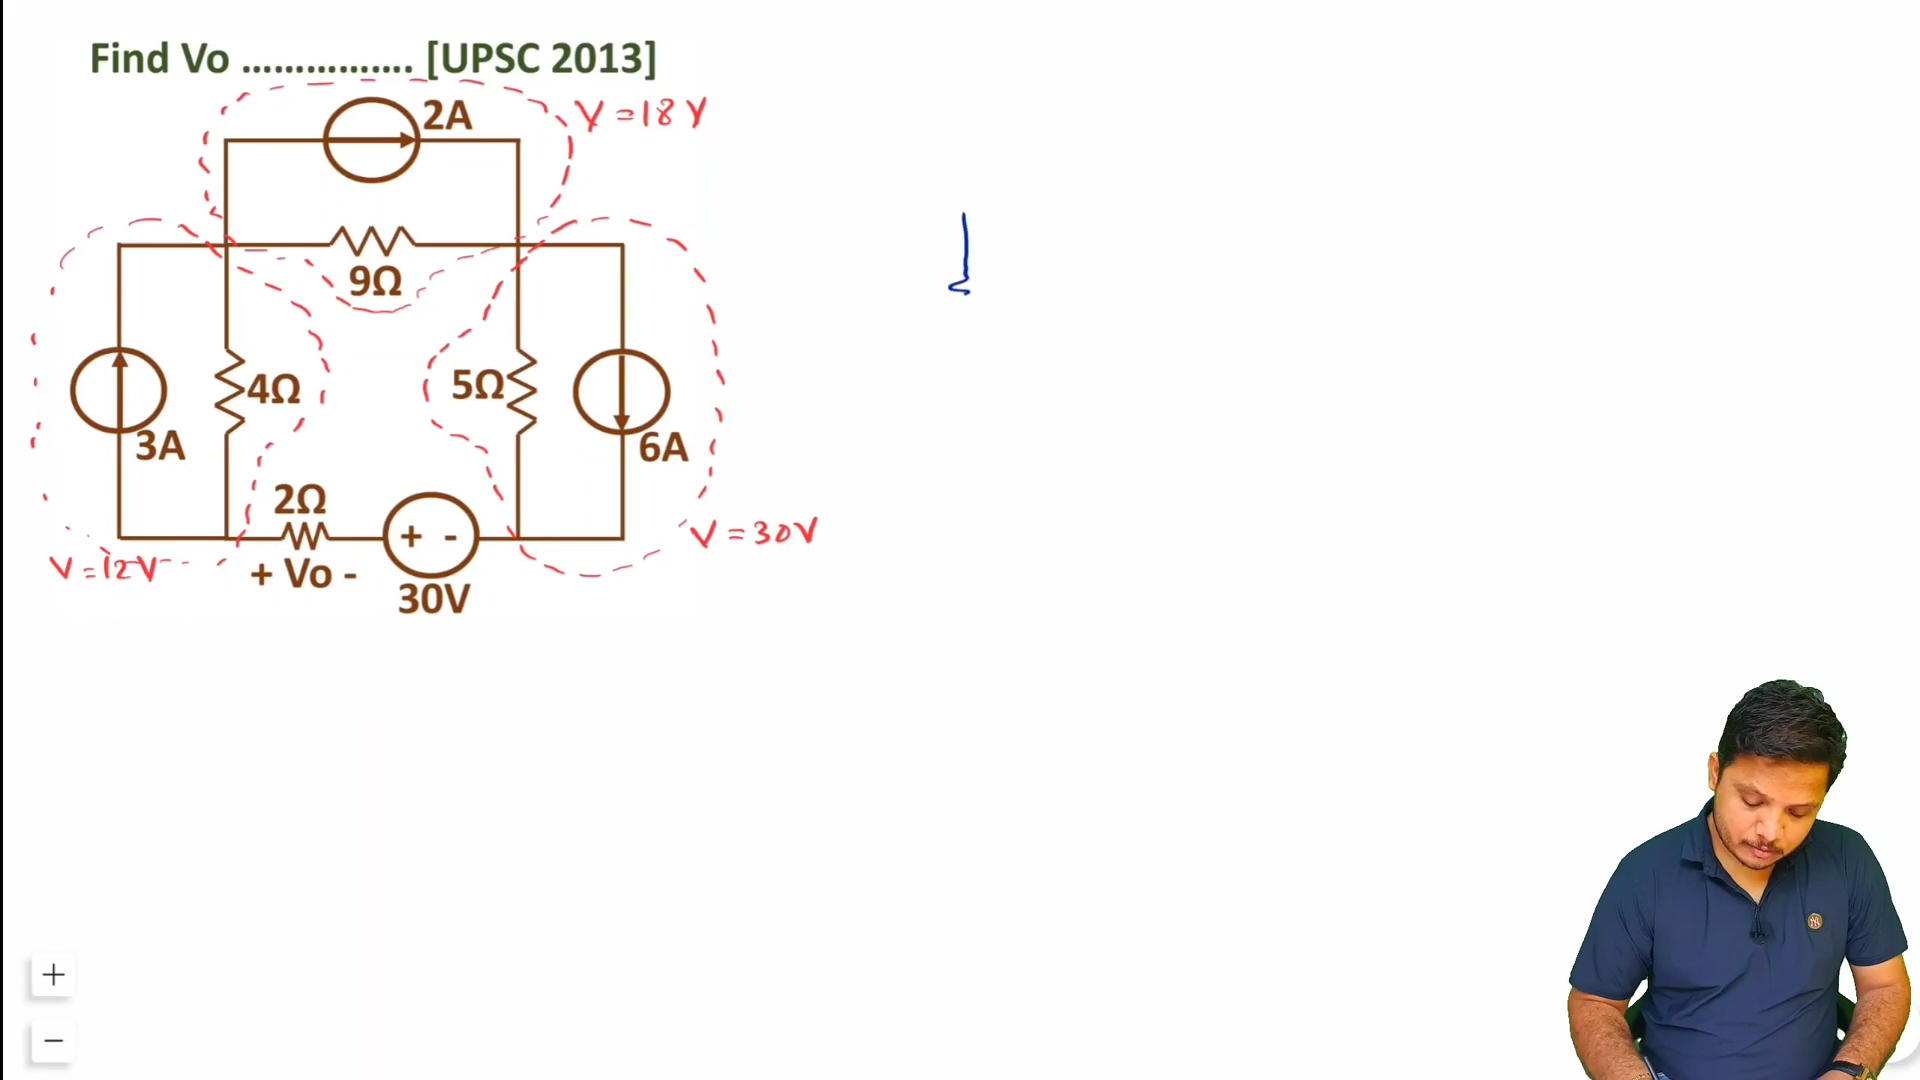 Find Vo ................ [UPSC 2013]
2A
V = 18 V
9Ω
4Ω
5Ω
3A
6A
2Ω
+ -
V = 30V
V = 12V
+ Vo -
30V
+
−